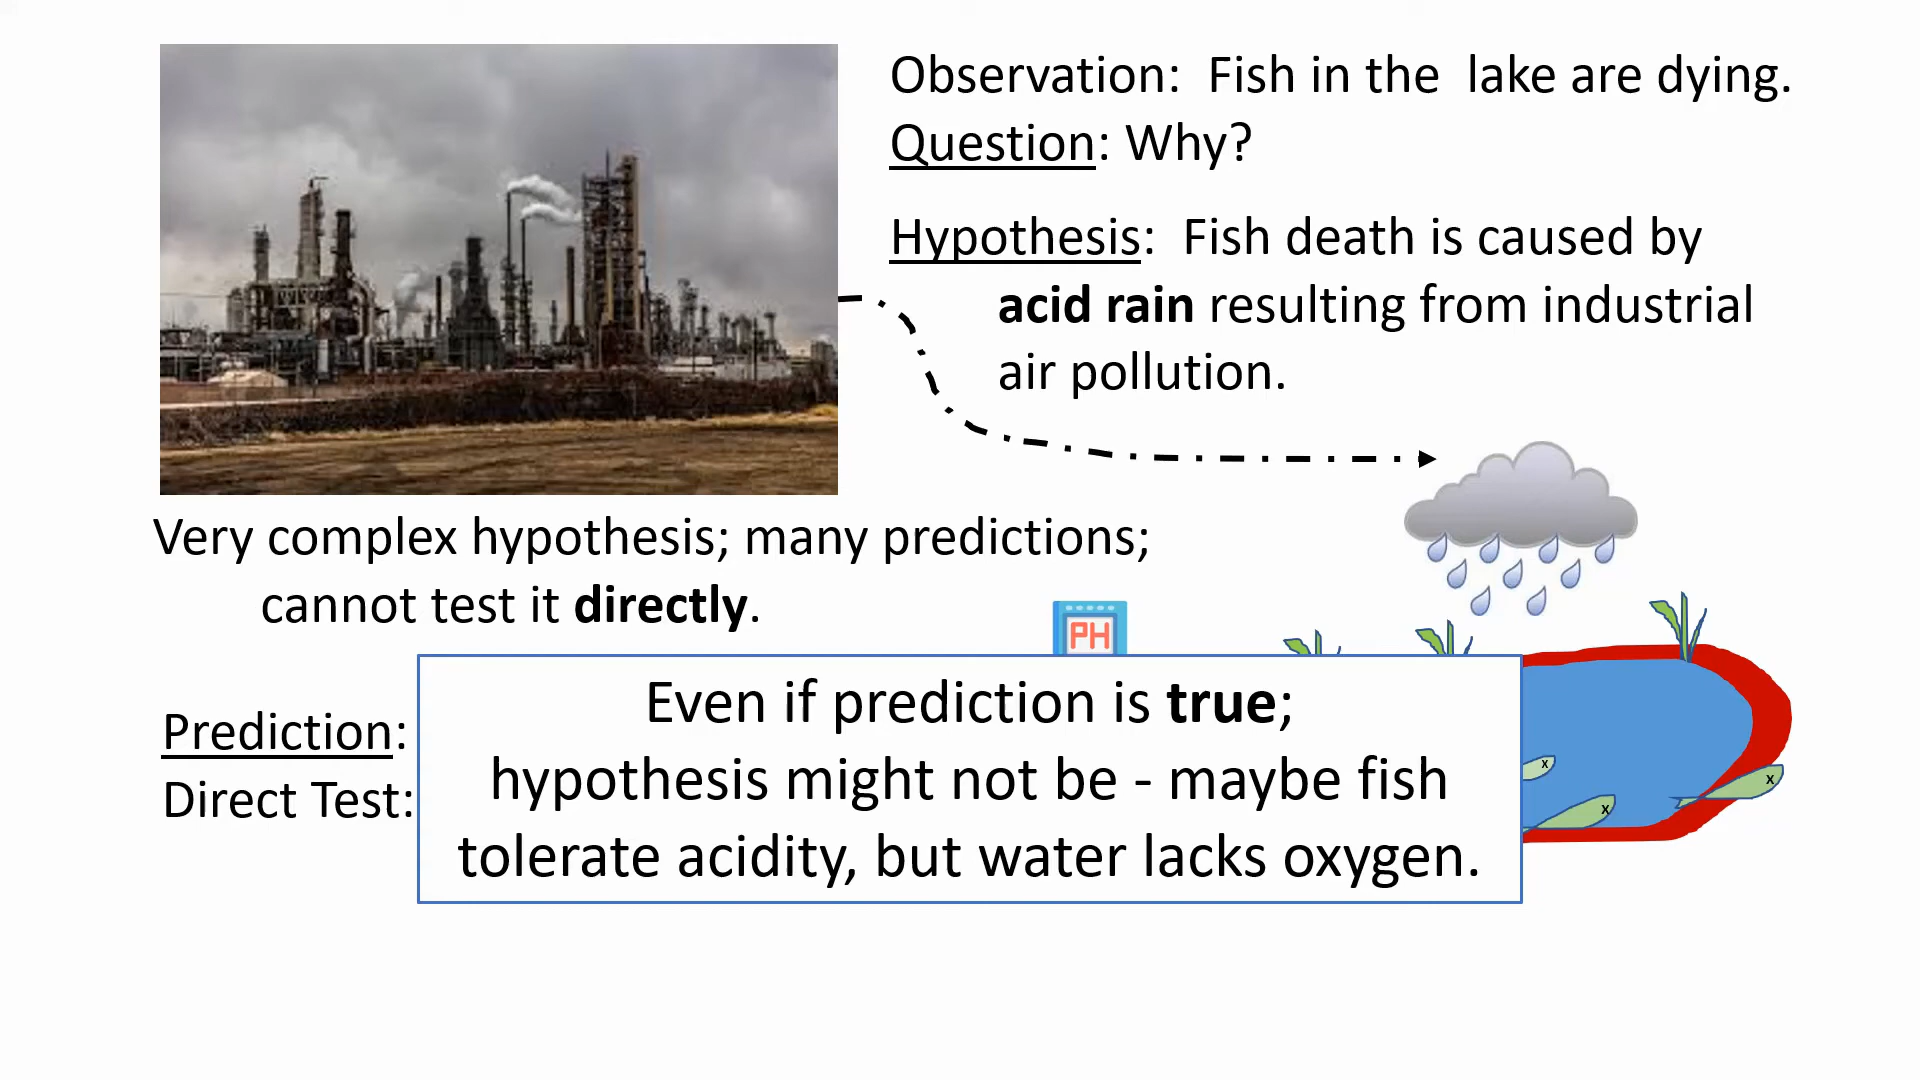 Observation:  Fish in the  lake are dying.
Question: Why?
Hypothesis:  Fish death is caused by
acid rain resulting from industrial
air pollution.
Very complex hypothesis; many predictions;
cannot test it directly.
PH
Prediction:
Direct Test:
Even if prediction is true;
hypothesis might not be - maybe fish
tolerate acidity, but water lacks oxygen.
x
x
x